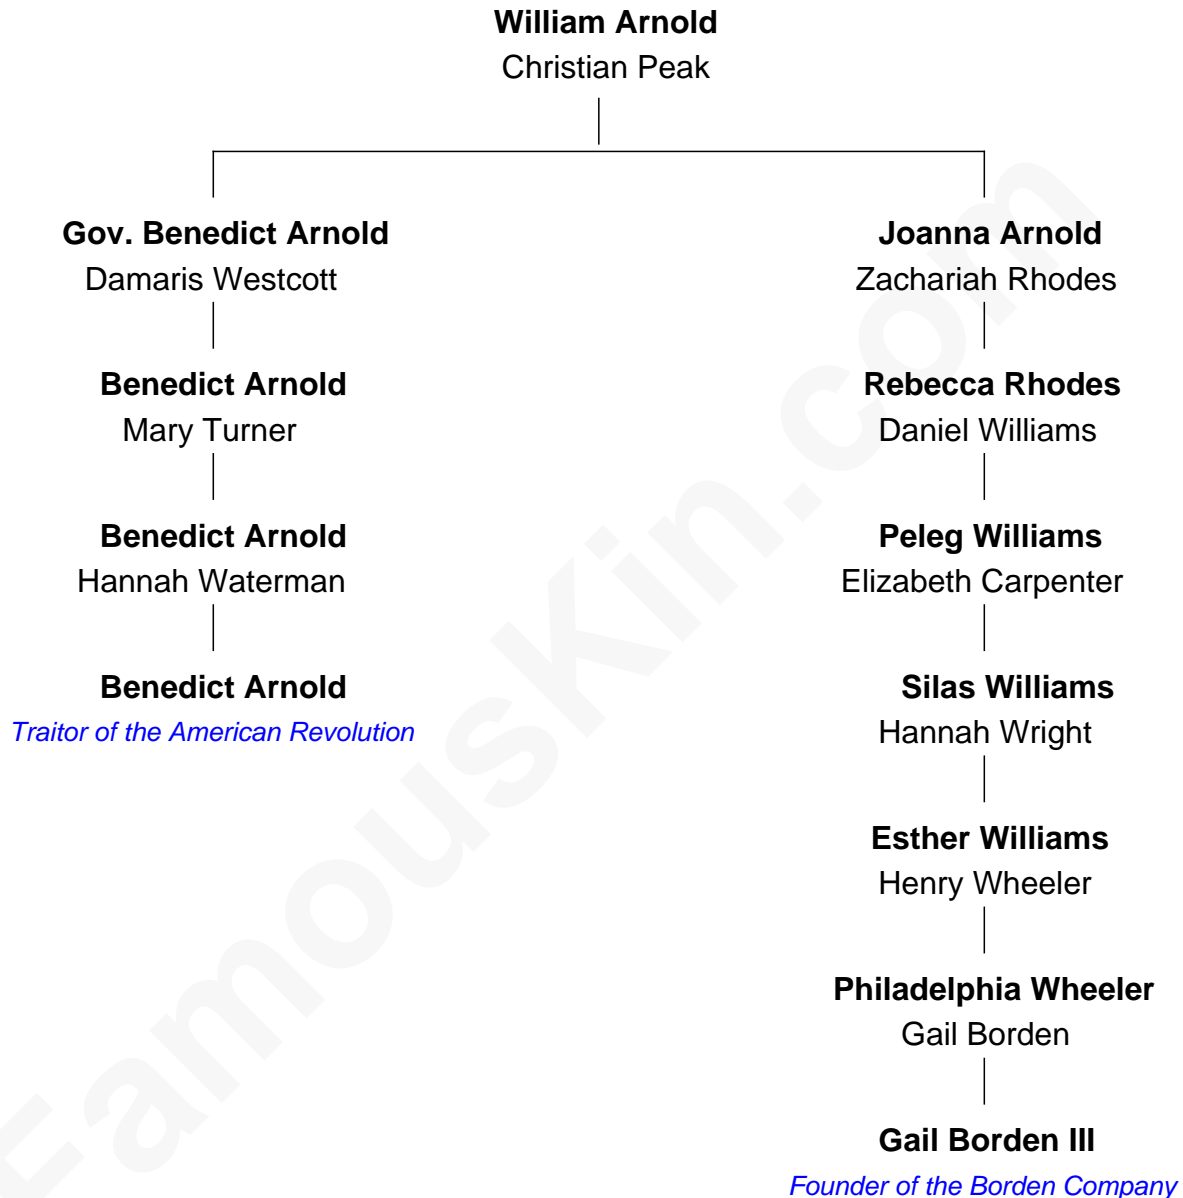 William Arnold
Christian Peak
Gov. Benedict Arnold
Damaris Westcott
Joanna Arnold
Zachariah Rhodes
Benedict Arnold
Mary Turner
Rebecca Rhodes
Daniel Williams
Benedict Arnold
Hannah Waterman
Peleg Williams
Elizabeth Carpenter
Benedict Arnold
Traitor of the American Revolution
Silas Williams
Hannah Wright
Esther Williams
Henry Wheeler
Philadelphia Wheeler
Gail Borden
Gail Borden III
Founder of the Borden Company
FamousKin.com